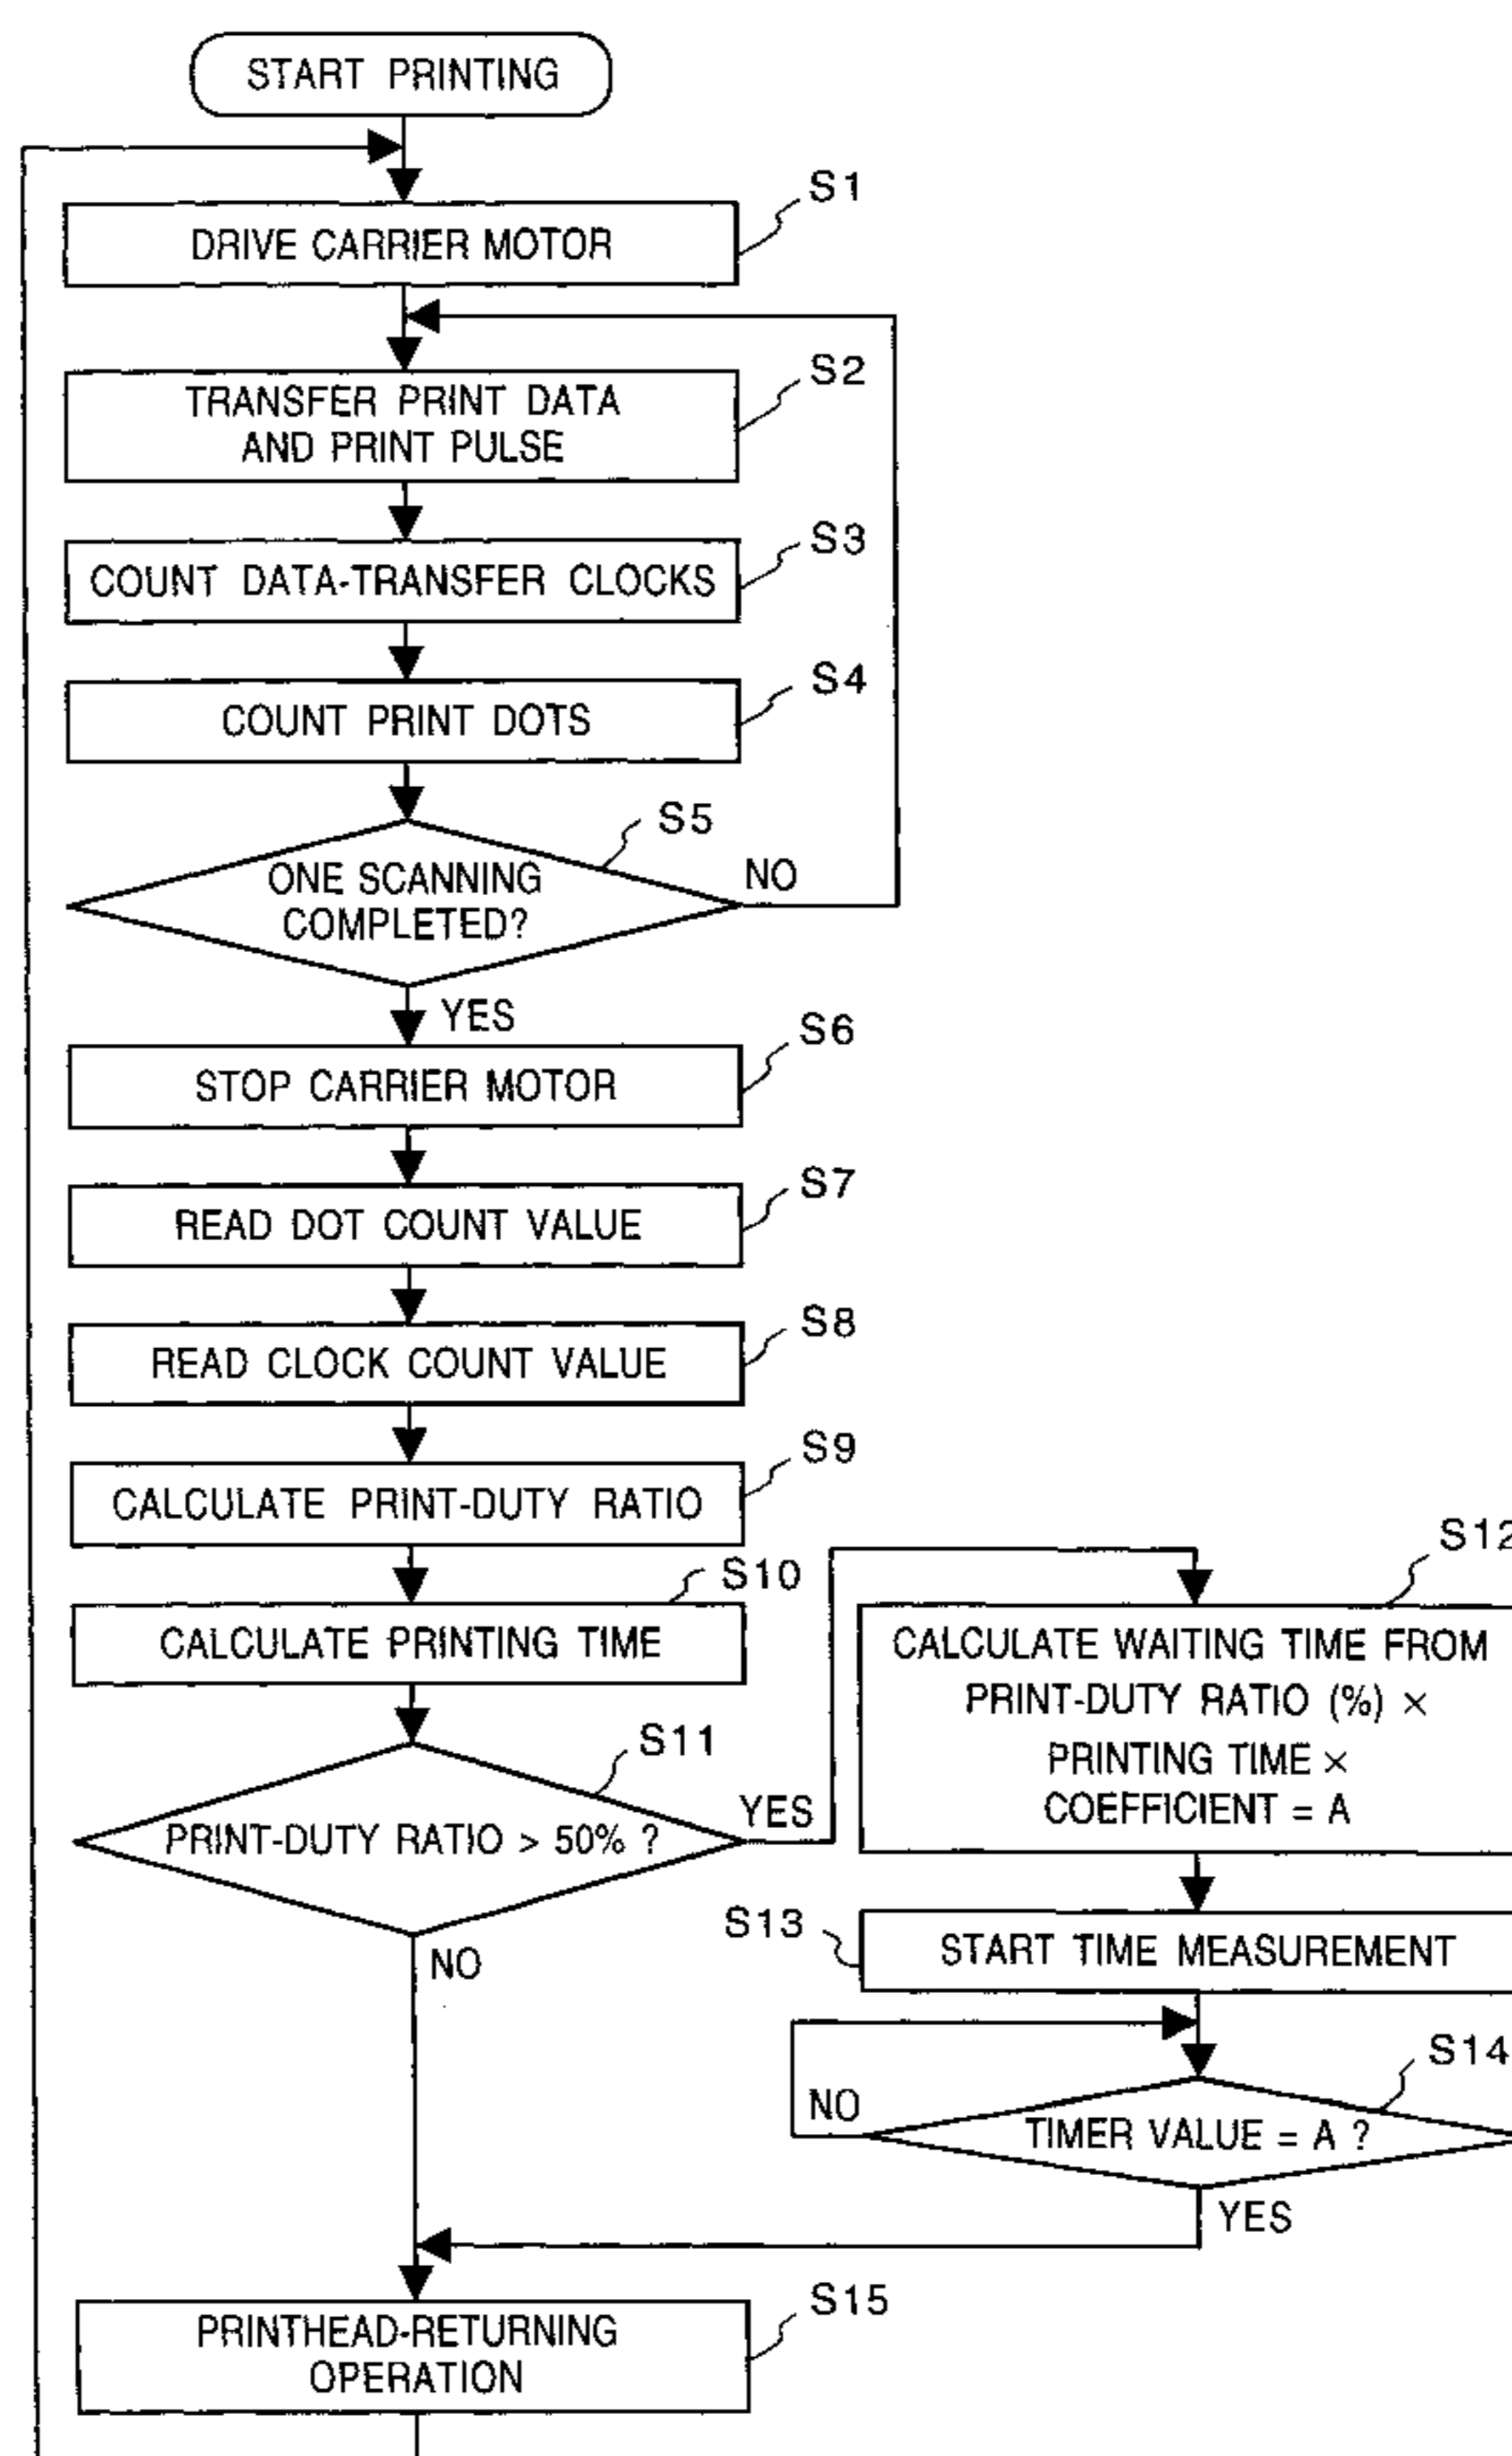 START PRINTING
S1
DRIVE CARRIER MOTOR
S2
TRANSFER PRINT DATA
AND PRINT PULSE
S3
COUNT DATA-TRANSFER CLOCKS
S4
COUNT PRINT DOTS
S5
ONE SCANNING
COMPLETED?
NO
YES
S6
STOP CARRIER MOTOR
S7
READ DOT COUNT VALUE
S8
READ CLOCK COUNT VALUE
S9
CALCULATE PRINT-DUTY RATIO
S10
CALCULATE PRINTING TIME
S11
PRINT-DUTY RATIO > 50% ?
YES
NO
S12
CALCULATE WAITING TIME FROM
PRINT-DUTY RATIO (%) ×
PRINTING TIME ×
COEFFICIENT = A
S13
START TIME MEASUREMENT
S14
TIMER VALUE = A ?
NO
YES
S15
PRINTHEAD-RETURNING
OPERATION